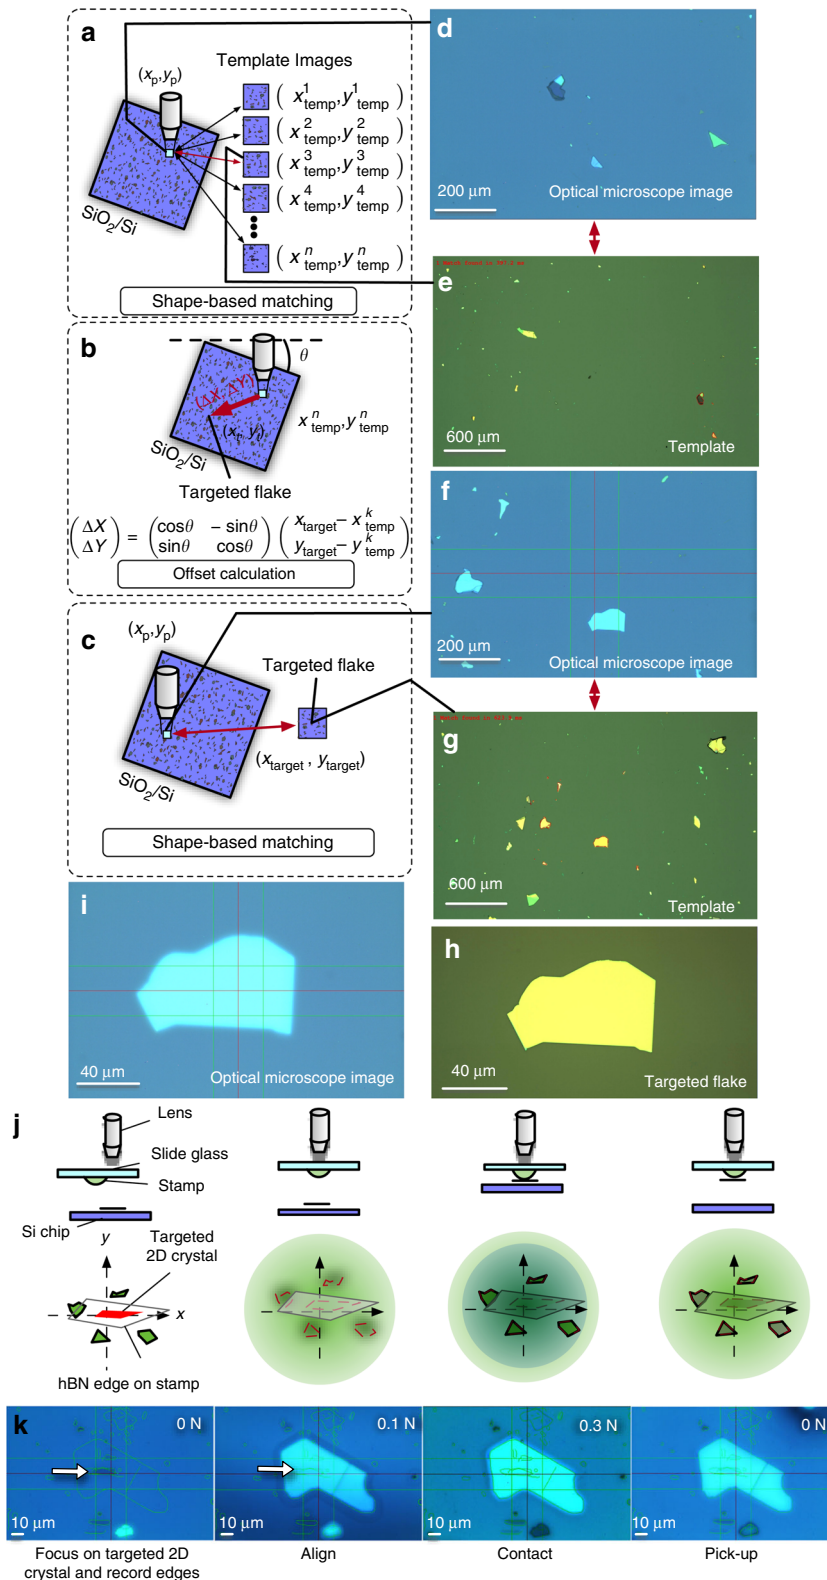 a
(xp,yp)
Template Images
( x1temp,y1temp )
( x2temp,y2temp )
( x3temp,y3temp )
( x4temp,y4temp )
( xntemp,yntemp )
SiO2/Si
Shape-based matching
b
θ
(ΔX, ΔY)
(xt, yt)
xntemp,yntemp
SiO2/Si
Targeted flake
(ΔX ΔY) = (cosθ − sinθ sinθ cosθ) (xtarget− xktemp ytarget− yktemp)
Offset calculation
c
(xp,yp)
Targeted flake
(xtarget , ytarget)
SiO2/Si
Shape-based matching
d
200 μm
Optical microscope image
e
600 μm
Template
f
200 μm
Optical microscope image
g
600 μm
Template
h
40 μm
Targeted flake
i
40 μm
Optical microscope image
j
Lens
Slide glass
Stamp
Si chip
y
Targeted
2D crystal
x
hBN edge on stamp
k
0 N
0.1 N
0.3 N
0 N
10 μm
10 μm
10 μm
10 μm
Focus on targeted 2D
crystal and record edges
Align
Contact
Pick-up